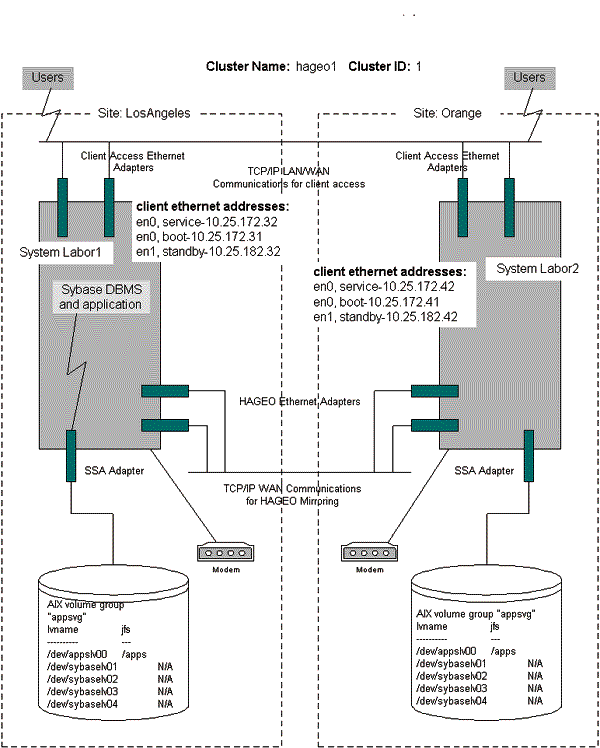 Cluster Name: hageo1 Cluster ID: 1
Users
Users
Site: LosAngeles
Site: Orange
Client Access Ethernet
Adapters
TCP/IP LAN/WAN
Communications for client access
Client Access Ethernet
Adapters
client ethernet addresses:
en0, service-10.25.172.32
en0, boot-10.25.172.31
en1, standby-10.25.182.32
System Labor1
client ethernet addresses:
en0, service-10.25.172.42
en0, boot-10.25.172.41
en1, standby-10.25.182.42
System Labor2
Sybase DBMS
and application
HAGEO Ethernet Adapters
SSA Adapter
SSA Adapter
TCP/IP WAN Communications
for HAGEO Mirroring
Modem
Modem
AIX volume group
"appsvg"
lvname jfs
---------- ---
/dev/appslv00 /apps
/dev/sybaselv01 N/A
/dev/sybaselv02 N/A
/dev/sybaselv03 N/A
/dev/sybaselv04 N/A
AIX volume group "appsvg"
lvname jfs
---------- ---
/dev/appslv00 /apps
/dev/sybaselv01 N/A
/dev/sybaselv02 N/A
/dev/sybaselv03 N/A
/dev/sybaselv04 N/A